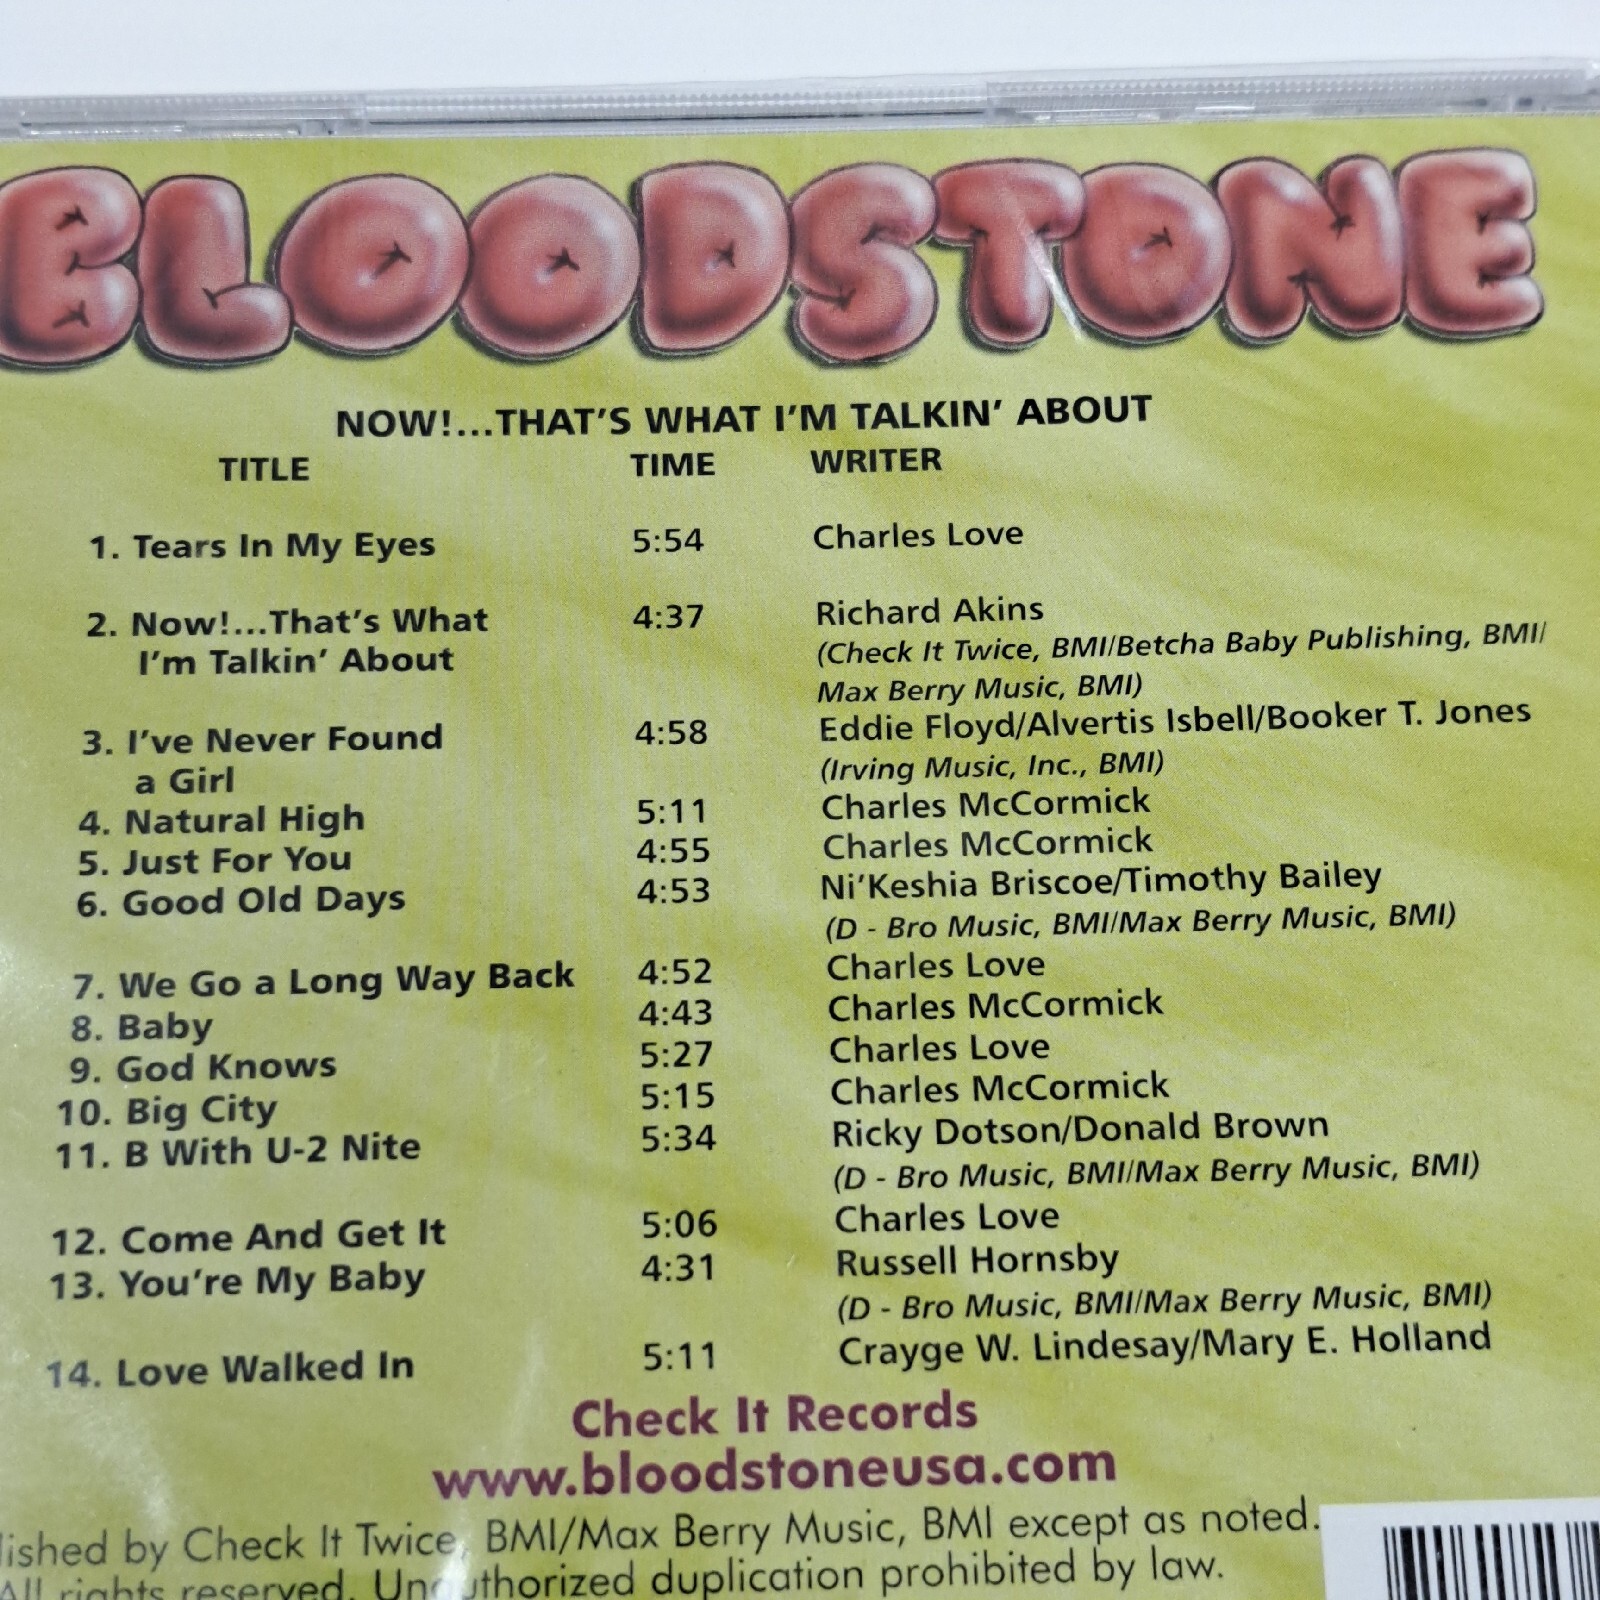 BLOODSTONE
NOW!...THAT'S WHAT I'M TALKIN' ABOUT
TITLE TIME WRITER
1. Tears In My Eyes 5:54 Charles Love
2. Now!...That's What 4:37 Richard Akins
I'm Talkin' About (Check It Twice, BMI/Betcha Baby Publishing, BMI/
Max Berry Music, BMI)
3. I've Never Found 4:58 Eddie Floyd/Alvertis Isbell/Booker T. Jones
a Girl (Irving Music, Inc., BMI)
4. Natural High 5:11 Charles McCormick
5. Just For You 4:55 Charles McCormick
6. Good Old Days 4:53 Ni'Keshia Briscoe/Timothy Bailey
(D - Bro Music, BMI/Max Berry Music, BMI)
7. We Go a Long Way Back 4:52 Charles Love
8. Baby 4:43 Charles McCormick
9. God Knows 5:27 Charles Love
10. Big City 5:15 Charles McCormick
11. B With U-2 Nite 5:34 Ricky Dotson/Donald Brown
(D - Bro Music, BMI/Max Berry Music, BMI)
12. Come And Get It 5:06 Charles Love
13. You're My Baby 4:31 Russell Hornsby
(D - Bro Music, BMI/Max Berry Music, BMI)
14. Love Walked In 5:11 Crayge W. Lindesay/Mary E. Holland
Check It Records
www.bloodstoneusa.com
lished by Check It Twice, BMI/Max Berry Music, BMI except as noted.
All rights reserved. Unauthorized duplication prohibited by law.